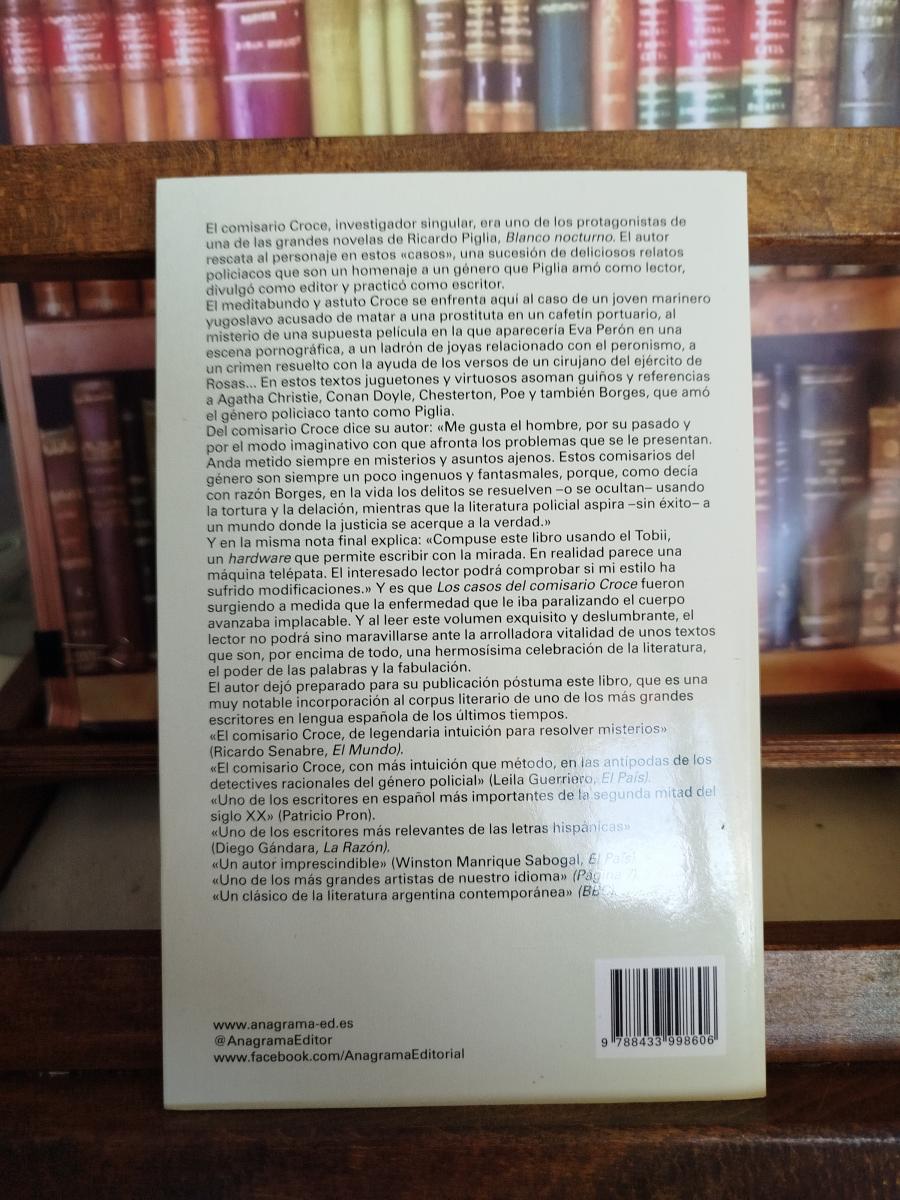 El comisario Croce, investigador singular, era uno de los protagonistas de
una de las grandes novelas de Ricardo Piglia, Blanco nocturno. El autor
rescata al personaje en estos «casos», una sucesión de deliciosos relatos
policiacos que son un homenaje a un género que Piglia amó como lector,
divulgó como editor y practicó como escritor.
El meditabundo y astuto Croce se enfrenta aquí al caso de un joven marinero
yugoslavo acusado de matar a una prostituta en un cafetín portuario, al
misterio de una supuesta película en la que aparecería Eva Perón en una
escena pornográfica, a un ladrón de joyas relacionado con el peronismo, a
un crimen resuelto con la ayuda de los versos de un cirujano del ejército de
Rosas... En estos textos juguetones y virtuosos asoman guiños y referencias
a Agatha Christie, Conan Doyle, Chesterton, Poe y también Borges, que amó
el género policiaco tanto como Piglia.
Del comisario Croce dice su autor: «Me gusta el hombre, por su pasado y
por el modo imaginativo con que afronta los problemas que se le presentan.
Anda metido siempre en misterios y asuntos ajenos. Estos comisarios del
género son siempre un poco ingenuos y fantasmales, porque, como decía
con razón Borges, en la vida los delitos se resuelven –o se ocultan– usando
la tortura y la delación, mientras que la literatura policial aspira –sin éxito– a
un mundo donde la justicia se acerque a la verdad.»
Y en la misma nota final explica: «Compuse este libro usando el Tobii,
un hardware que permite escribir con la mirada. En realidad parece una
máquina telépata. El interesado lector podrá comprobar si mi estilo ha
sufrido modificaciones.» Y es que Los casos del comisario Croce fueron
surgiendo a medida que la enfermedad que le iba paralizando el cuerpo
avanzaba implacable. Y al leer este volumen exquisito y deslumbrante, el
lector no podrá sino maravillarse ante la arrolladora vitalidad de unos textos
que son, por encima de todo, una hermosísima celebración de la literatura,
el poder de las palabras y la fabulación.
El autor dejó preparado para su publicación póstuma este libro, que es una
muy notable incorporación al corpus literario de uno de los más grandes
escritores en lengua española de los últimos tiempos.
«El comisario Croce, de legendaria intuición para resolver misterios»
(Ricardo Senabre, El Mundo).
«El comisario Croce, con más intuición que método, en las antípodas de los
detectives racionales del género policial» (Leila Guerriero, El País).
«Uno de los escritores en español más importantes de la segunda mitad del
siglo XX» (Patricio Pron).
«Uno de los escritores más relevantes de las letras hispánicas»
(Diego Gándara, La Razón).
«Un autor imprescindible» (Winston Manrique Sabogal, El País).
«Uno de los más grandes artistas de nuestro idioma» (Página
«Un clásico de la literatura argentina contemporánea» (BBC
9 788433 998606
www.anagrama-ed.es
@AnagramaEditor
www.facebook.com/AnagramaEditorial